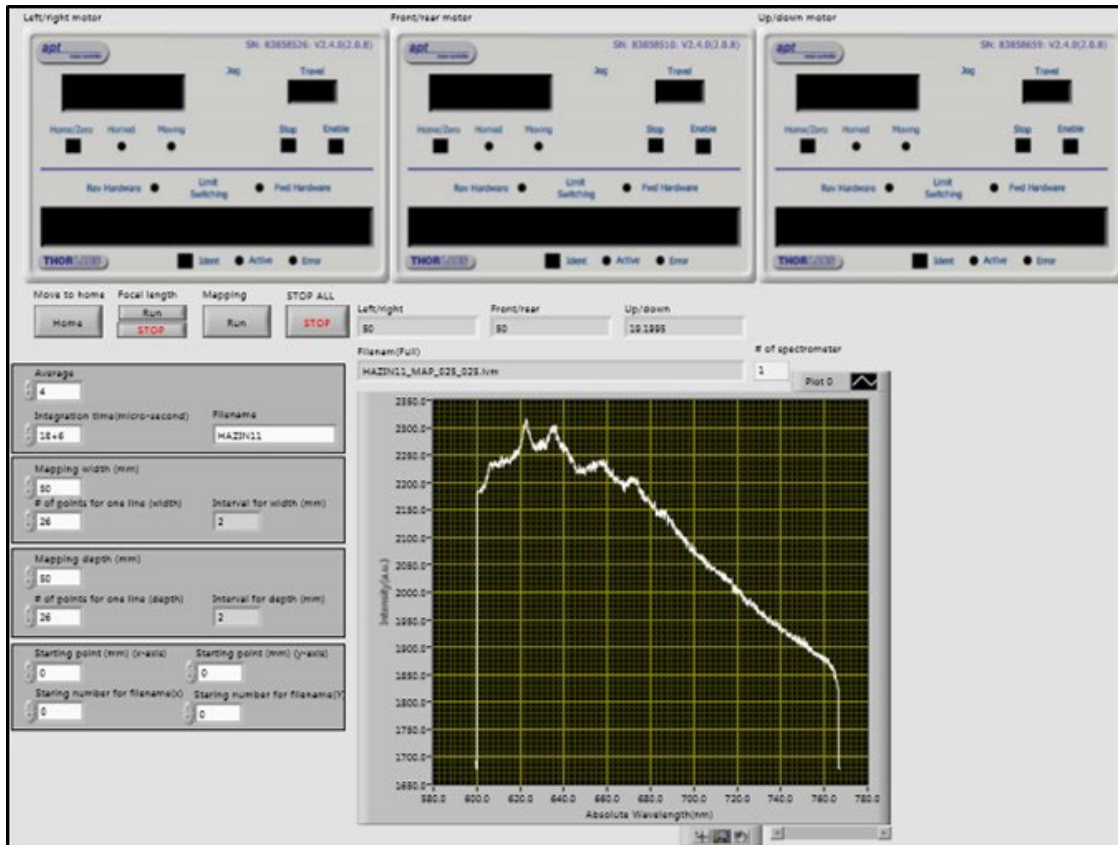 Left/right motor Front/rear motor Up/down motor
apt SN: 83858526: V2.4.0(2.0.8) apt SN: 83858510: V2.4.0(2.0.8) apt SN: 83858659: V2.4.0(2.0.8)
Jog Travel Jog Travel Jog Travel
Home/Zero Homed Moving Stop Enable Home/Zero Homed Moving Stop Enable Home/Zero Homed Moving Stop Enable
Rev Hardware Limit Switching Fwd Hardware Rev Hardware Limit Switching Fwd Hardware Rev Hardware Limit Switching Fwd Hardware
THORLABS Ident Active Error THORLABS Ident Active Error THORLABS Ident Active Error
Move to home Focal length Mapping STOP ALL
Home Run STOP Run STOP
Left/right Front/rear Up/down
50 50 19.1995
Filenam(Full) # of spectrometer
HAZIN11_MAP_025_025.lvm 1
Plot 0
Average
4
Integration time(micro-second) Filename
1E+6 HAZIN11
Mapping width (mm)
50
# of points for one line (width) Interval for width (mm)
26 2
Mapping depth (mm)
50
# of points for one line (depth) Interval for depth (mm)
26 2
Starting point (mm) (x-axis) Starting point (mm) (y-axis)
0 0
Staring number for filename(x) Staring number for filename(Y
0 0
2350.0
2300.0
2250.0
2200.0
2150.0
2100.0
2050.0
2000.0
1950.0
1900.0
1850.0
1800.0
1750.0
1700.0
1650.0
Intensity(a.u.)
580.0 600.0 620.0 640.0 660.0 680.0 700.0 720.0 740.0 760.0 780.0
Absolute Wavelength(nm)